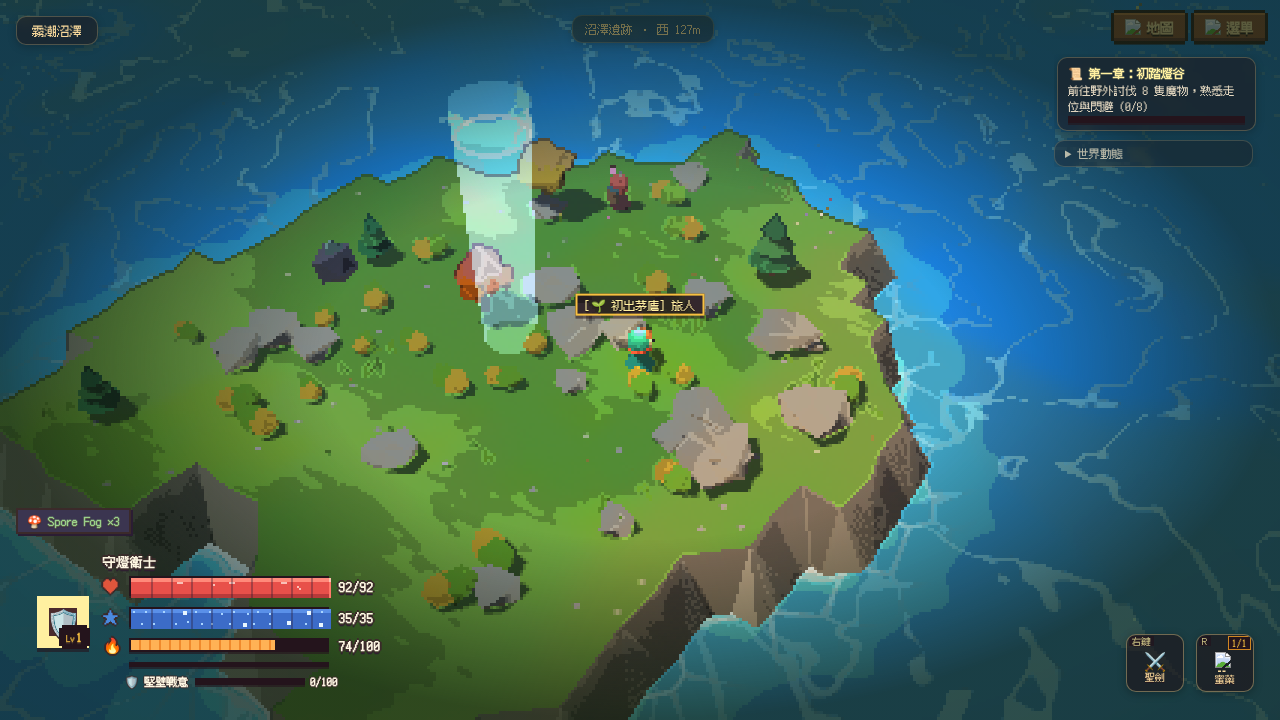 霧潮沼澤
沼澤遺跡 · 西 127m
地圖
選單
第一章：初踏燈谷
前往野外討伐 8 隻魔物，熟悉走
位與閃避 (0/8)
▶ 世界動態
[🌱 初出茅廬] 旅人
Spore Fog ×3
守燈衛士
92/92
35/35
Lv1
74/100
堅壁戰意
0/100
右鍵
聖劍
R
1/1
蜜藥